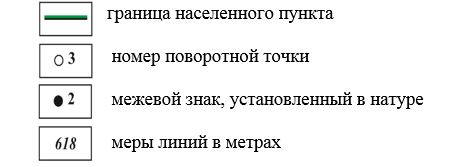 граница населенного пункта
3 номер поворотной точки
2 межевой знак, установленный в натуре
618 меры линий в метрах